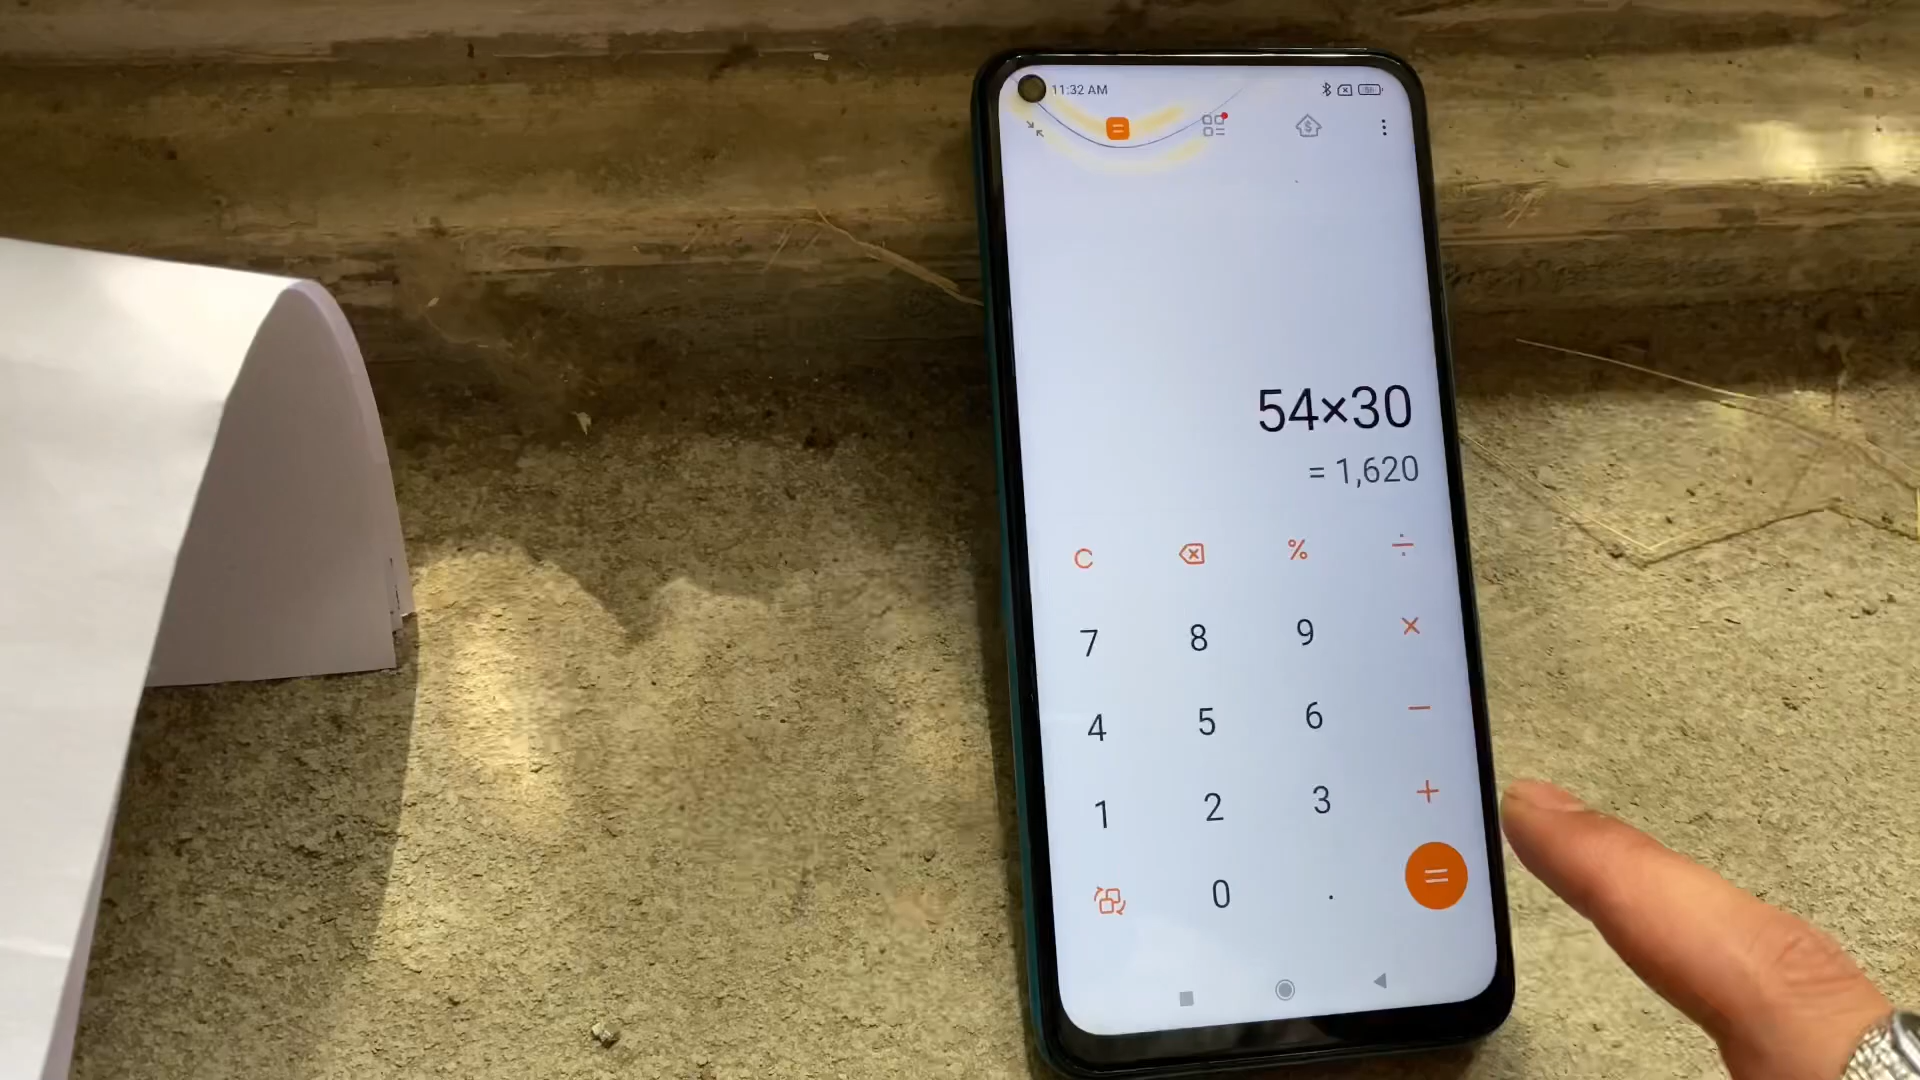 11:32 AM
54×30
= 1,620
C % ÷
7 8 9 ×
4 5 6 −
1 2 3 +
0 . =